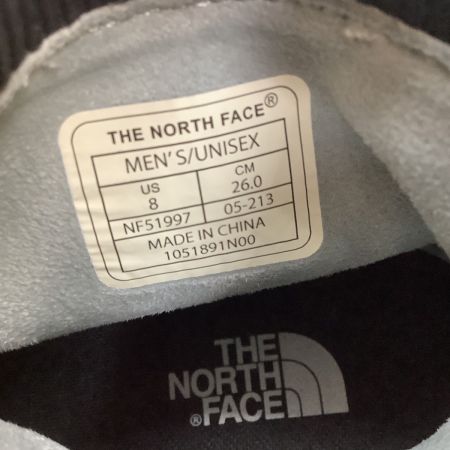 THE NORTH FACE®
MEN'S/UNISEX
US CM
8 26.0
NF51997 05-213
MADE IN CHINA
1051891N00
THE
NORTH
®FACE